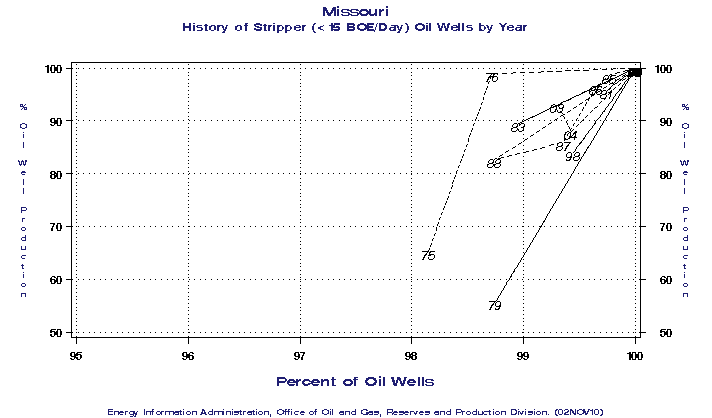 Missouri
History of Stripper (< 15 BOE/Day) Oil Wells by Year
100 100
90 90
80 80
70 70
60 60
50 50
% Oil Well Production
% Oil Well Production
76
83
03
04
87
98
88
81
75
79
95 96 97 98 99 100
Percent of Oil Wells
Energy Information Administration, Office of Oil and Gas, Reserves and Production Division. (02NOV10)